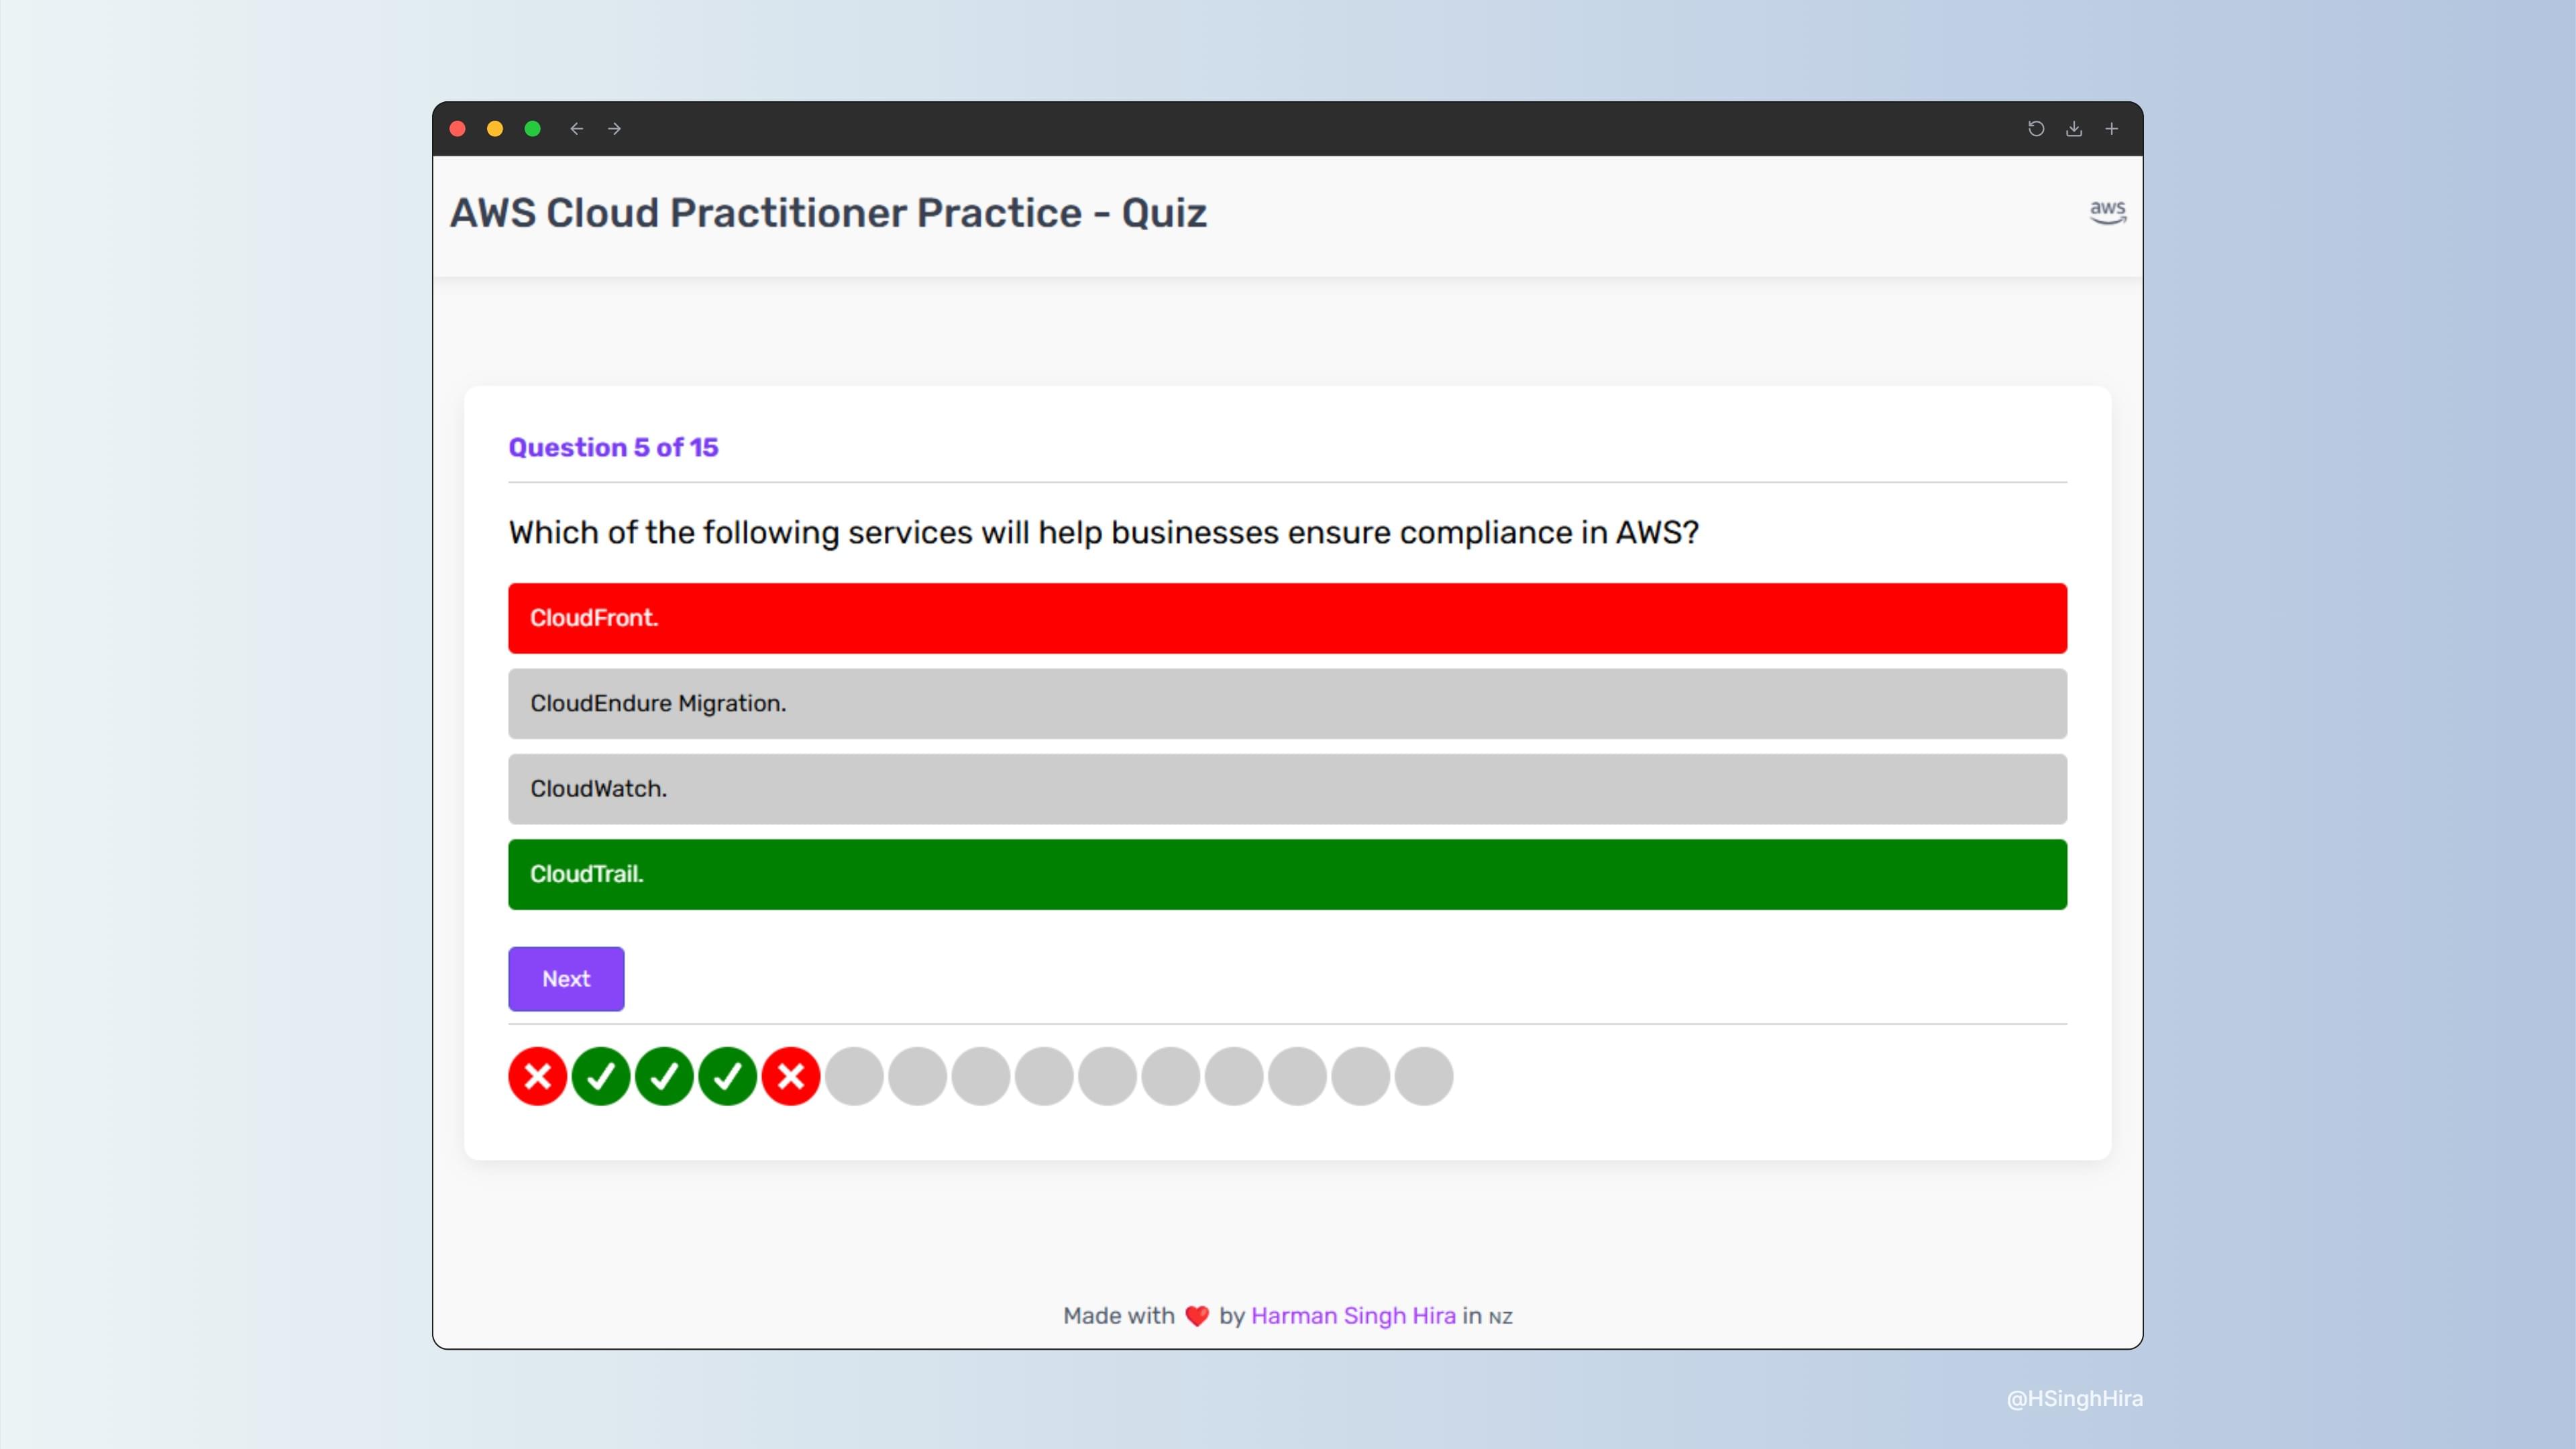 AWS Cloud Practitioner Practice - Quiz
aws
Question 5 of 15
Which of the following services will help businesses ensure compliance in AWS?
CloudFront.
CloudEndure Migration.
CloudWatch.
CloudTrail.
Next
Made with ❤️ by Harman Singh Hira in NZ
@HSinghHira